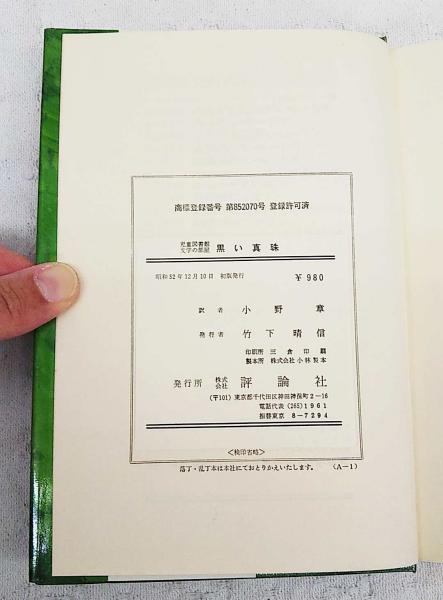 商標登録番号 第852070号 登録許可済
児童図書館
文学の部屋 黒い真珠
昭和52年12月10日 初版発行 ¥980
訳者 小野章
発行者 竹下晴信
印刷所 三倉印刷
製本所 株式会社小林製本
発行所 株式会社 評論社
(〒101) 東京都千代田区神田神保町2-16
電話代表 (265) 1961
振替東京 8-7294
<検印省略>
落丁・乱丁本は本社にておとりかえいたします。 (A-1)